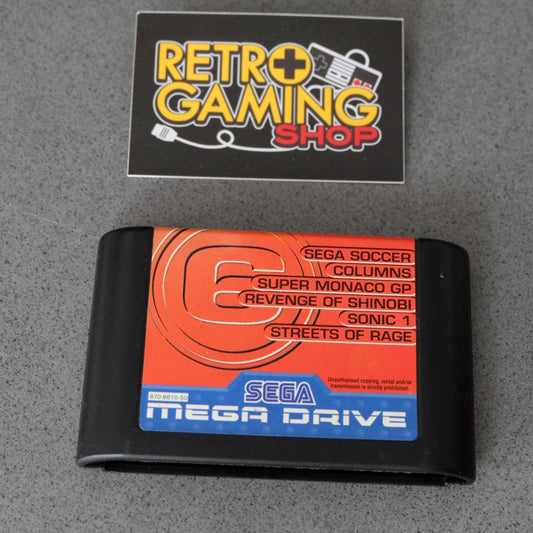 RETRO
GAMING
SHOP
6
SEGA SOCCER
COLUMNS
SUPER MONACO GP
REVENGE OF SHINOBI
SONIC 1
STREETS OF RAGE
Unauthorised copying, rental and/or
transmission is strictly prohibited.
670-8610-50
SEGA
MEGA DRIVE